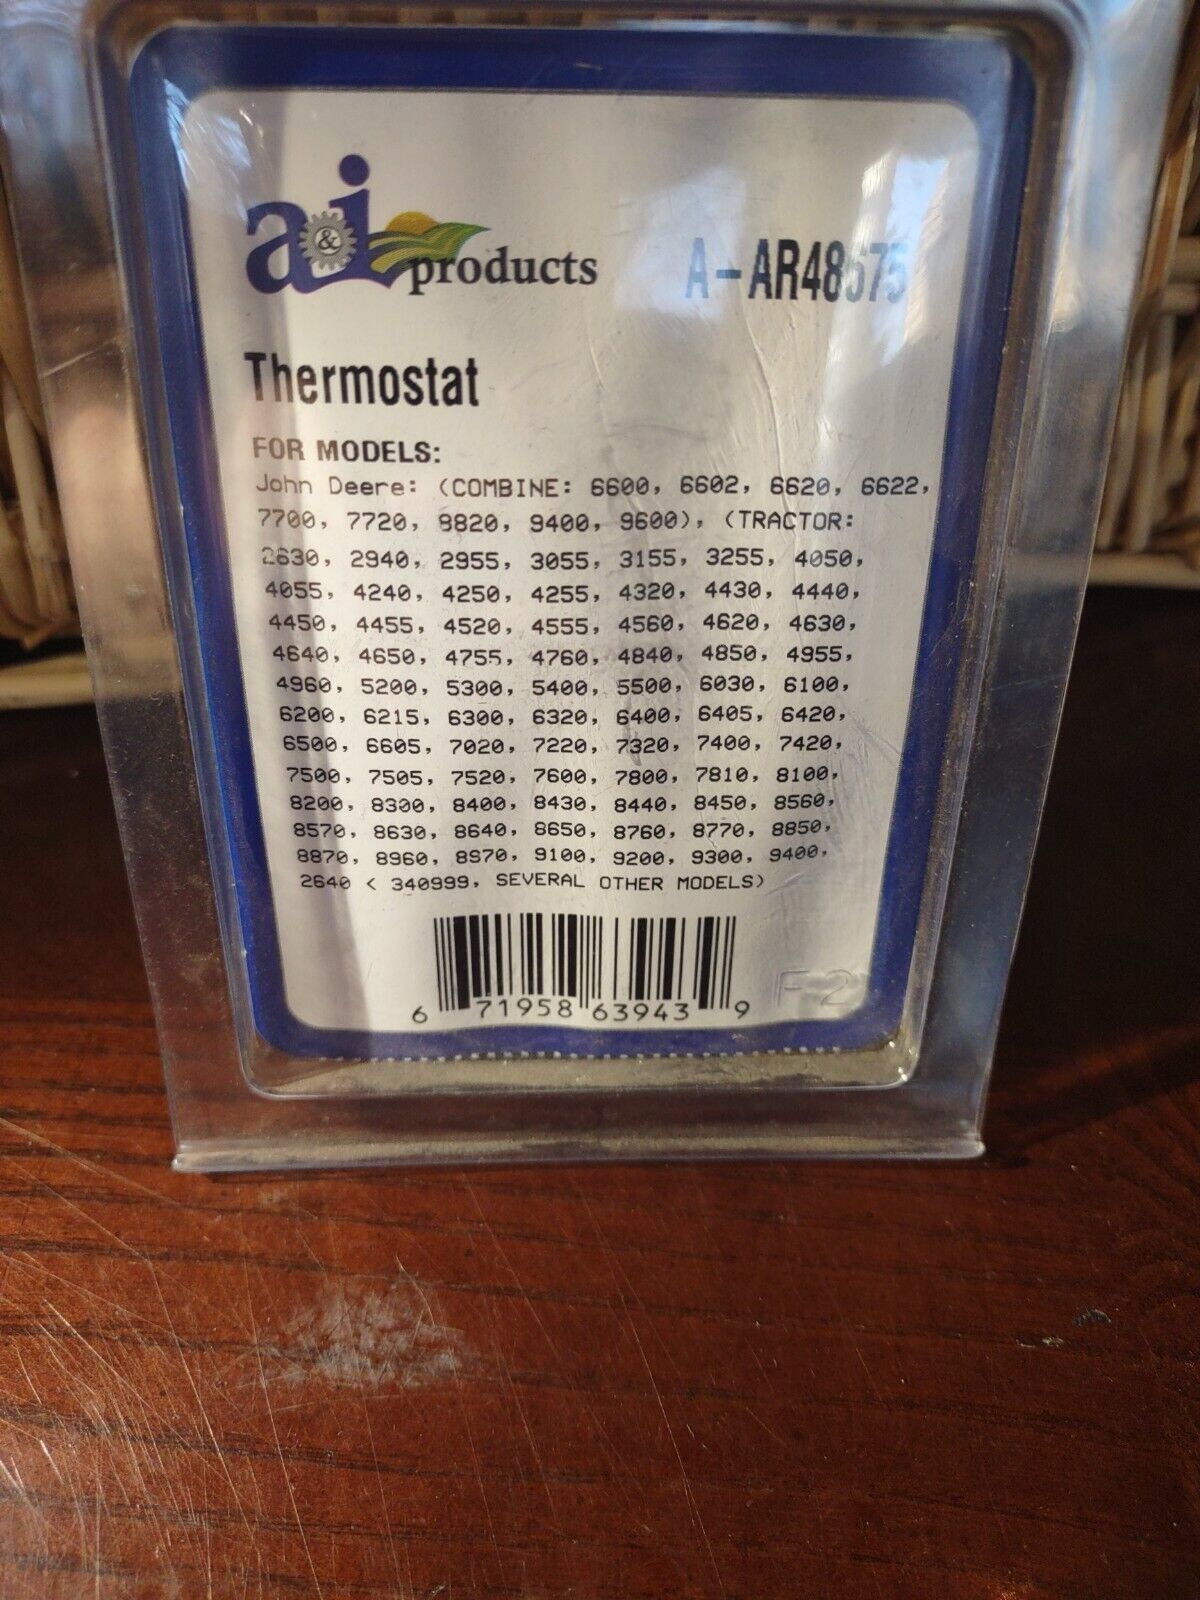 a&i products
A-AR48675
Thermostat
FOR MODELS:
John Deere: (COMBINE: 6600, 6602, 6620, 6622,
7700, 7720, 8820, 9400, 9600), (TRACTOR:
2630, 2940, 2955, 3055, 3155, 3255, 4050,
4055, 4240, 4250, 4255, 4320, 4430, 4440,
4450, 4455, 4520, 4555, 4560, 4620, 4630,
4640, 4650, 4755, 4760, 4840, 4850, 4955,
4960, 5200, 5300, 5400, 5500, 6030, 6100,
6200, 6215, 6300, 6320, 6400, 6405, 6420,
6500, 6605, 7020, 7220, 7320, 7400, 7420,
7500, 7505, 7520, 7600, 7800, 7810, 8100,
8200, 8300, 8400, 8430, 8440, 8450, 8560,
8570, 8630, 8640, 8650, 8760, 8770, 8850,
8870, 8960, 8970, 9100, 9200, 9300, 9400,
2640 < 340999, SEVERAL OTHER MODELS)
6 71958 63943 9
F2